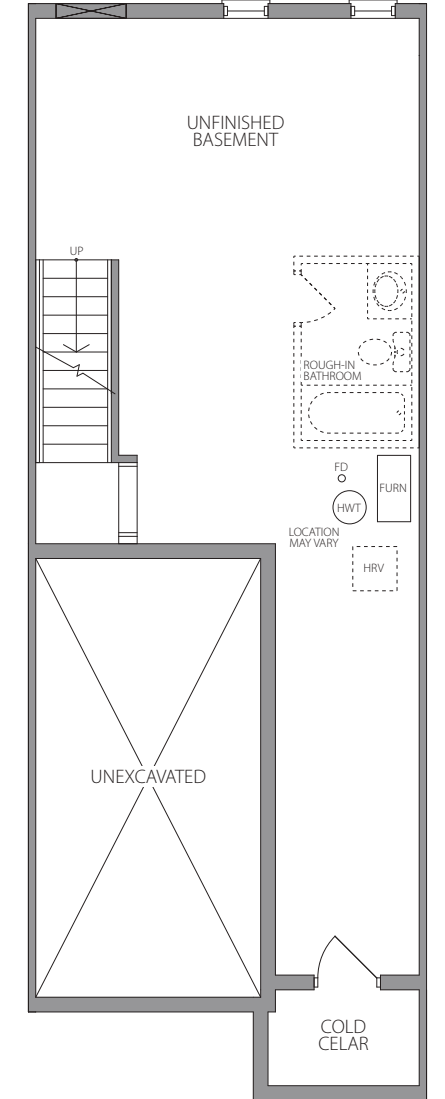 UNFINISHED
BASEMENT
UP
ROUGH-IN
BATHROOM
FD
FURN
HWT
LOCATION
MAY VARY
HRV
UNEXCAVATED
COLD
CELAR